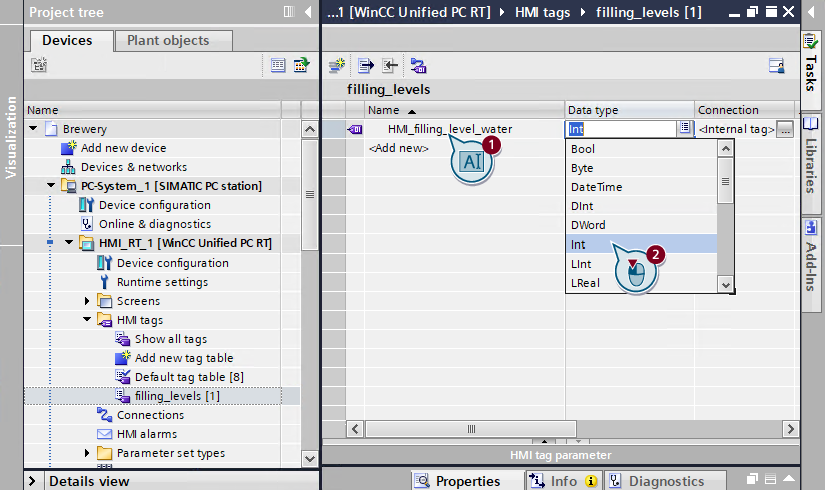 Project tree
Devices
Plant objects
Name
Brewery
Add new device
Devices & networks
PC-System_1 [SIMATIC PC station]
Device configuration
Online & diagnostics
HMI_RT_1 [WinCC Unified PC RT]
Device configuration
Runtime settings
Screens
HMI tags
Show all tags
Add new tag table
Default tag table [8]
filling_levels [1]
Connections
HMI alarms
Parameter set types
Details view
Visualization
...1 [WinCC Unified PC RT] HMI tags filling_levels [1]
filling_levels
Name Data type Connection
HMI_filling_level_water Int <Internal tag> ...
<Add new>
AI 1
Bool
Byte
DateTime
DInt
DWord
Int
LInt
LReal
2
HMI tag parameter
Properties Info Diagnostics
Tasks
Libraries
Add-Ins